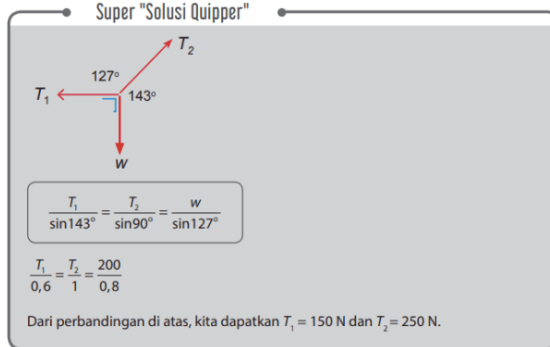 Super "Solusi Quipper"
T₂
127°
T₁
143°
w
T₁/sin143° = T₂/sin90° = w/sin127°
T₁/0,6 = T₂/1 = 200/0,8
Dari perbandingan di atas, kita dapatkan T₁ = 150 N dan T₂ = 250 N.